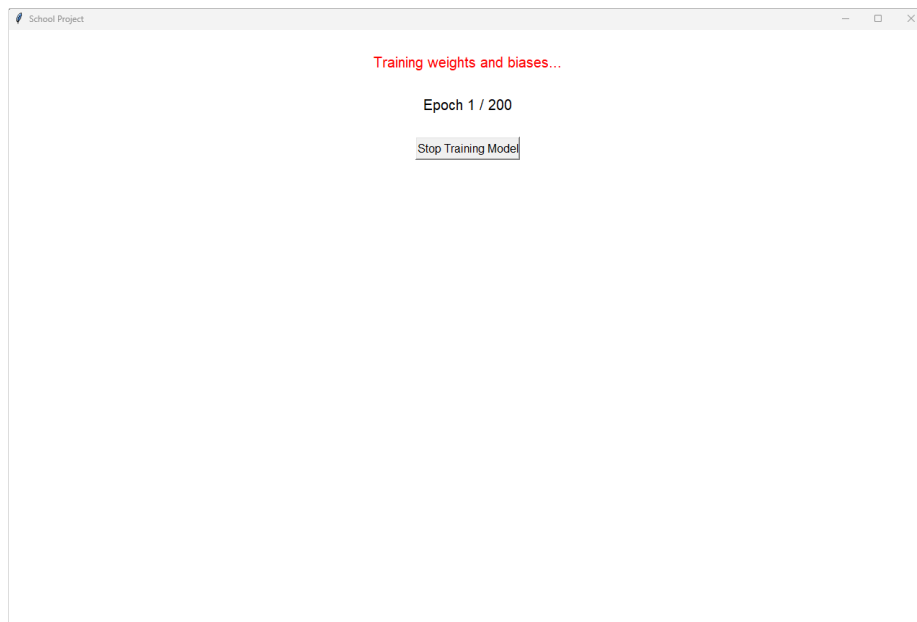 School Project
Training weights and biases...
Epoch 1 / 200
Stop Training Model